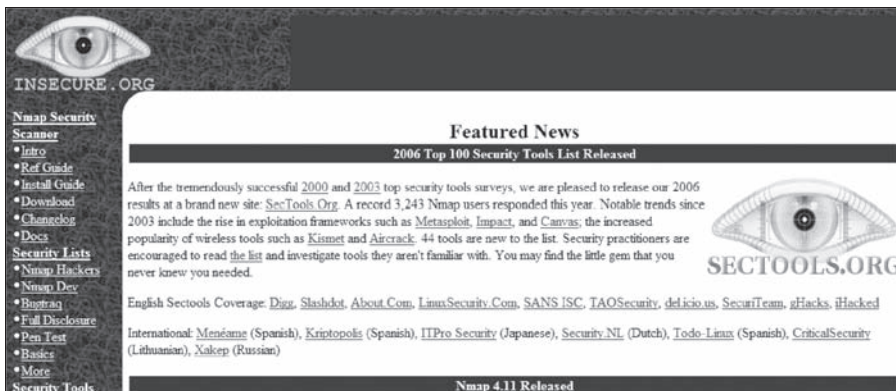 INSECURE.ORG
Nmap Security
Scanner
•Intro
•Ref Guide
•Install Guide
•Download
•Changelog
•Docs
Security Lists
•Nmap Hackers
•Nmap Dev
•Bugtraq
•Full Disclosure
•Pen Test
•Basics
•More
Security Tools
Featured News
2006 Top 100 Security Tools List Released
After the tremendously successful 2000 and 2003 top security tools surveys, we are pleased to release our 2006
results at a brand new site: SecTools.Org. A record 3,243 Nmap users responded this year. Notable trends since
2003 include the rise in exploitation frameworks such as Metasploit, Impact, and Canvas; the increased
popularity of wireless tools such as Kismet and Aircrack. 44 tools are new to the list. Security practitioners are
encouraged to read the list and investigate tools they aren't familiar with. You may find the little gem that you
never knew you needed.
SECTOOLS.ORG
English Sectools Coverage: Digg, Slashdot, About.Com, LinuxSecurity.Com, SANS ISC, TAOSecurity, del.icio.us, SecuriTeam, gHacks, iHacked
International: Menéame (Spanish), Kriptopolis (Spanish), ITPro Security (Japanese), Security.NL (Dutch), Todo-Linux (Spanish), CriticalSecurity
(Lithuanian), Xakep (Russian)
Nmap 4.11 Released